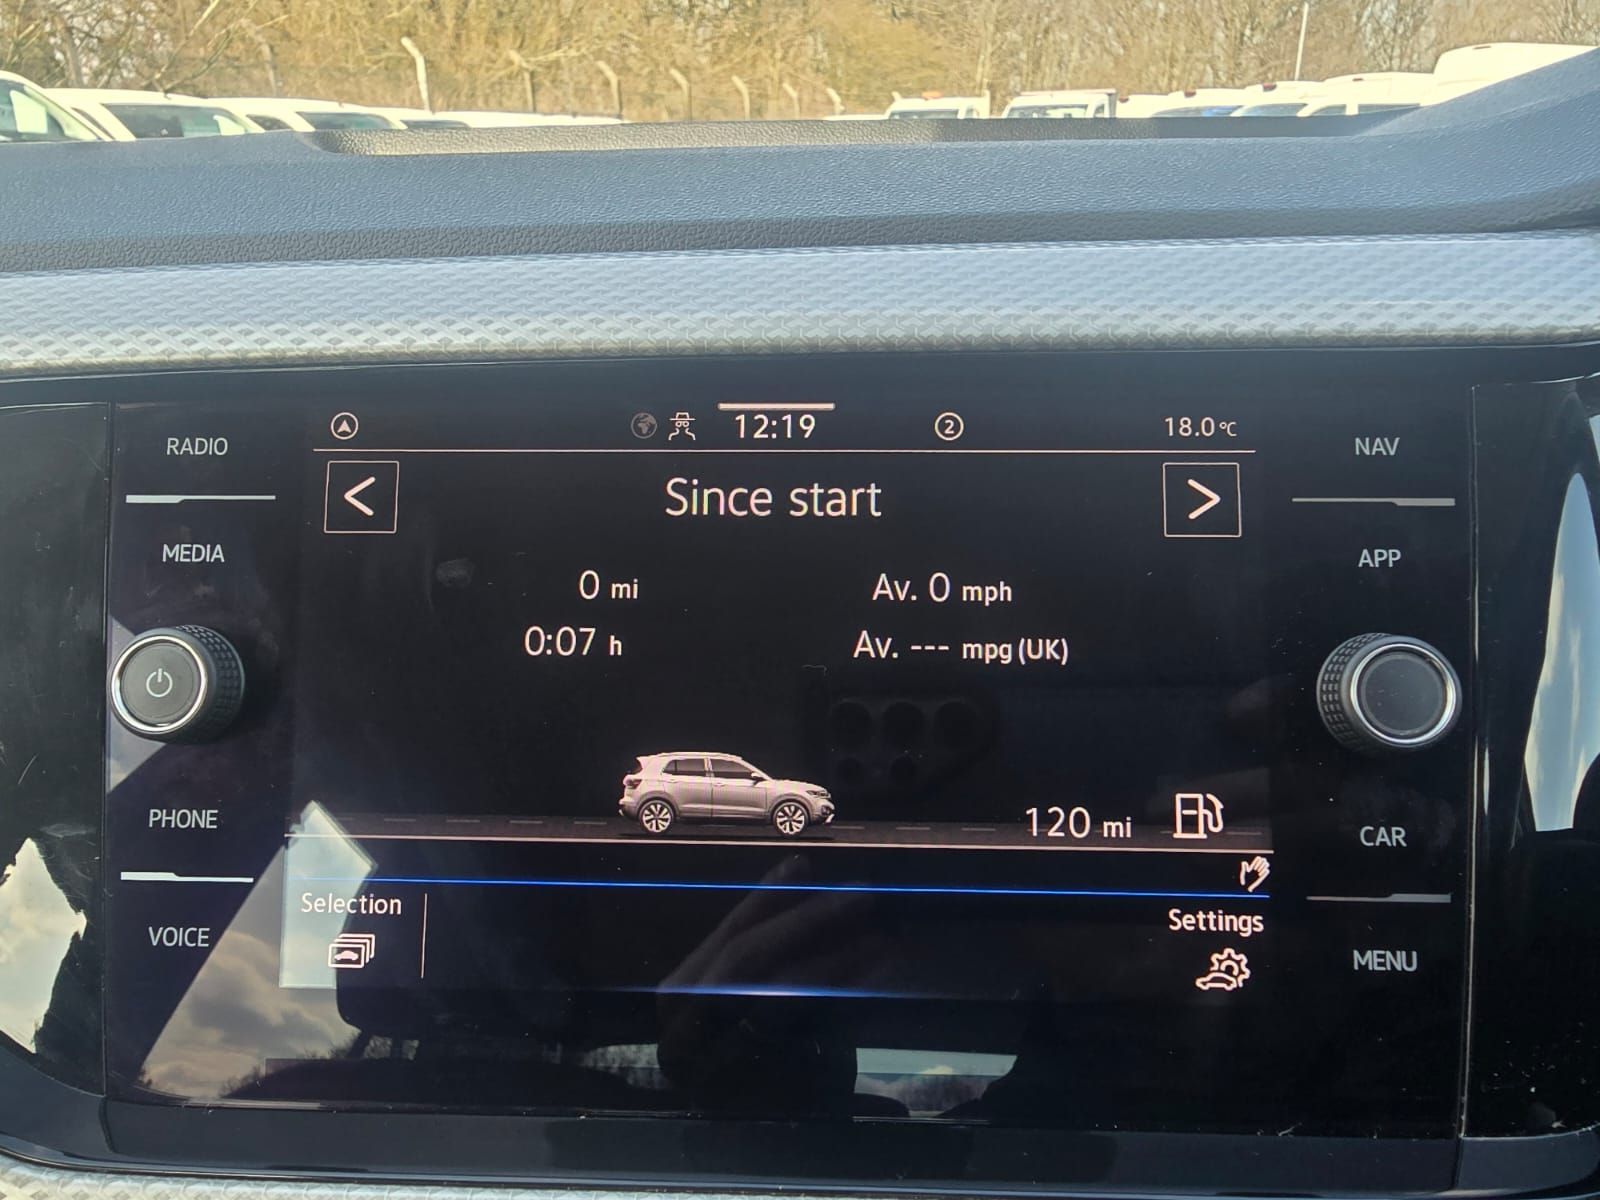 RADIO
MEDIA
PHONE
VOICE
12:19
2
18.0°C
<
Since start
>
0 mi
Av. 0 mph
0:07 h
Av. --- mpg (UK)
120 mi
Selection
Settings
NAV
APP
CAR
MENU